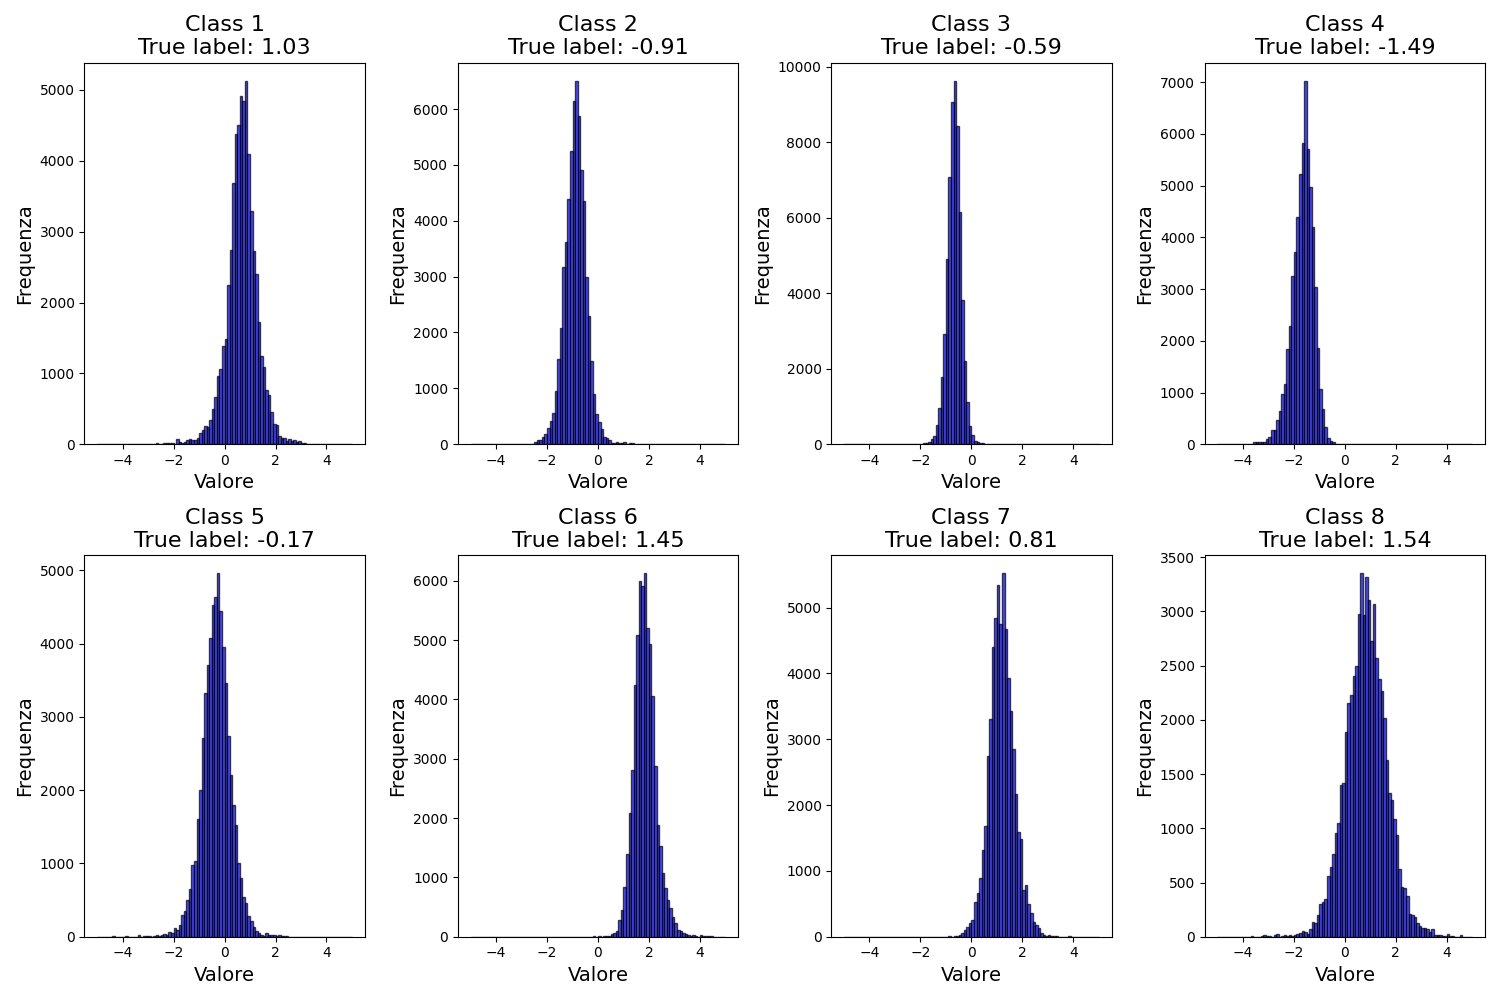 Class 1
True label: 1.03
Class 2
True label: -0.91
Class 3
True label: -0.59
Class 4
True label: -1.49
Frequenza
5000
4000
3000
2000
1000
0
−4 −2 0 2 4
Valore
Frequenza
6000
5000
4000
3000
2000
1000
0
−4 −2 0 2 4
Valore
Frequenza
10000
8000
6000
4000
2000
0
−4 −2 0 2 4
Valore
Frequenza
7000
6000
5000
4000
3000
2000
1000
0
−4 −2 0 2 4
Valore
Class 5
True label: -0.17
Class 6
True label: 1.45
Class 7
True label: 0.81
Class 8
True label: 1.54
Frequenza
5000
4000
3000
2000
1000
0
−4 −2 0 2 4
Valore
Frequenza
6000
5000
4000
3000
2000
1000
0
−4 −2 0 2 4
Valore
Frequenza
5000
4000
3000
2000
1000
0
−4 −2 0 2 4
Valore
Frequenza
3500
3000
2500
2000
1500
1000
500
0
−4 −2 0 2 4
Valore